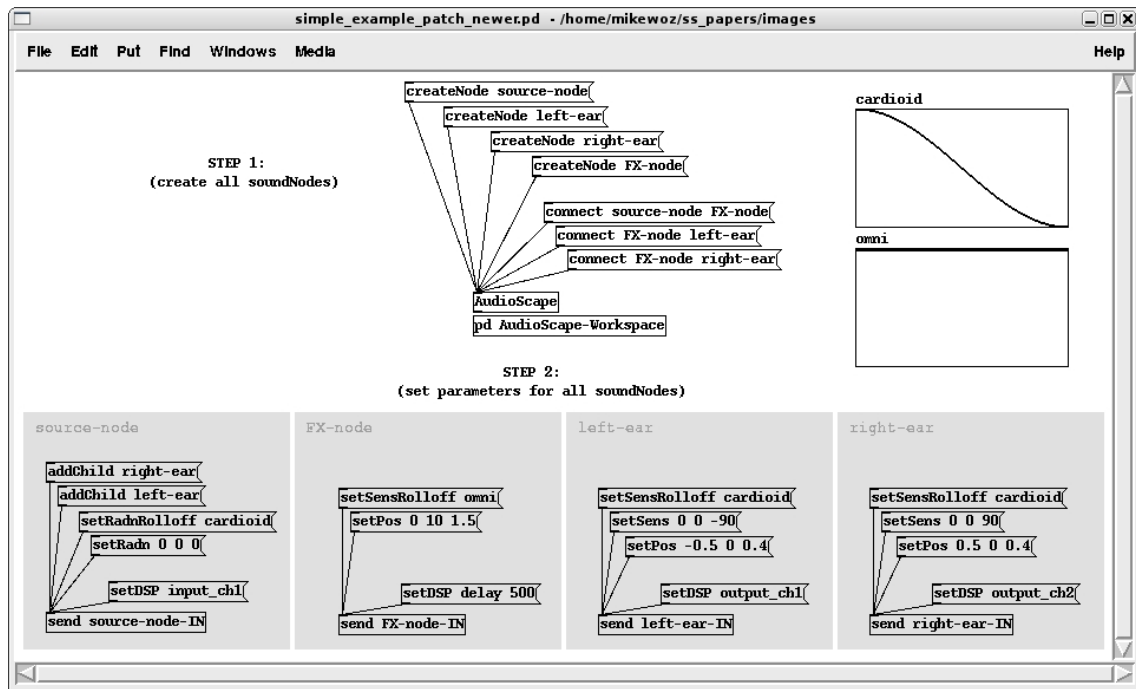 simple_example_patch_newer.pd - /home/mikewoz/ss_papers/images
File Edit Put Find Windows Media Help
createNode source-node
createNode left-ear
createNode right-ear
createNode FX-node
STEP 1:
(create all soundNodes)
connect source-node FX-node
connect FX-node left-ear
connect FX-node right-ear
AudioScape
pd AudioScape-Workspace
cardioid
omni
STEP 2:
(set parameters for all soundNodes)
source-node
addChild right-ear
addChild left-ear
setRadnRolloff cardioid
setRadn 0 0 0
setDSP input_ch1
send source-node-IN
FX-node
setSensRolloff omni
setPos 0 10 1.5
setDSP delay 500
send FX-node-IN
left-ear
setSensRolloff cardioid
setSens 0 0 -90
setPos -0.5 0 0.4
setDSP output_ch1
send left-ear-IN
right-ear
setSensRolloff cardioid
setSens 0 0 90
setPos 0.5 0 0.4
setDSP output_ch2
send right-ear-IN